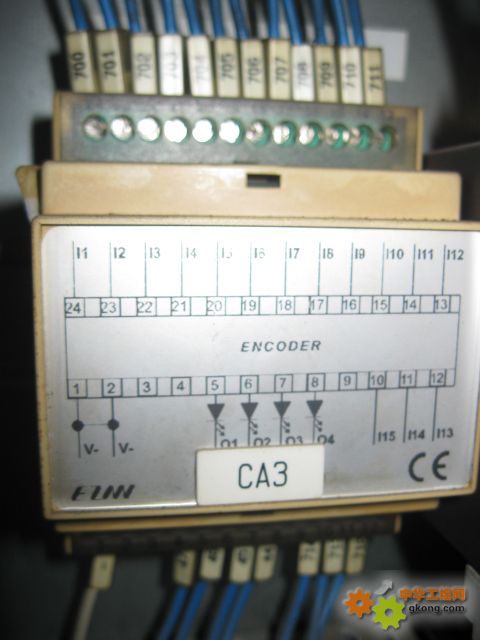 700 701 702 703 704 705 706 707 708 709 710 711
I1 I2 I3 I4 I5 I6 I7 I8 I9 I10 I11 I12
24 23 22 21 20 19 18 17 16 15 14 13
ENCODER
1 2 3 4 5 6 7 8 9 10 11 12
V- V- O1 O2 O3 O4 I15 I14 I13
CA3
CE
中华工控网
gkong.com